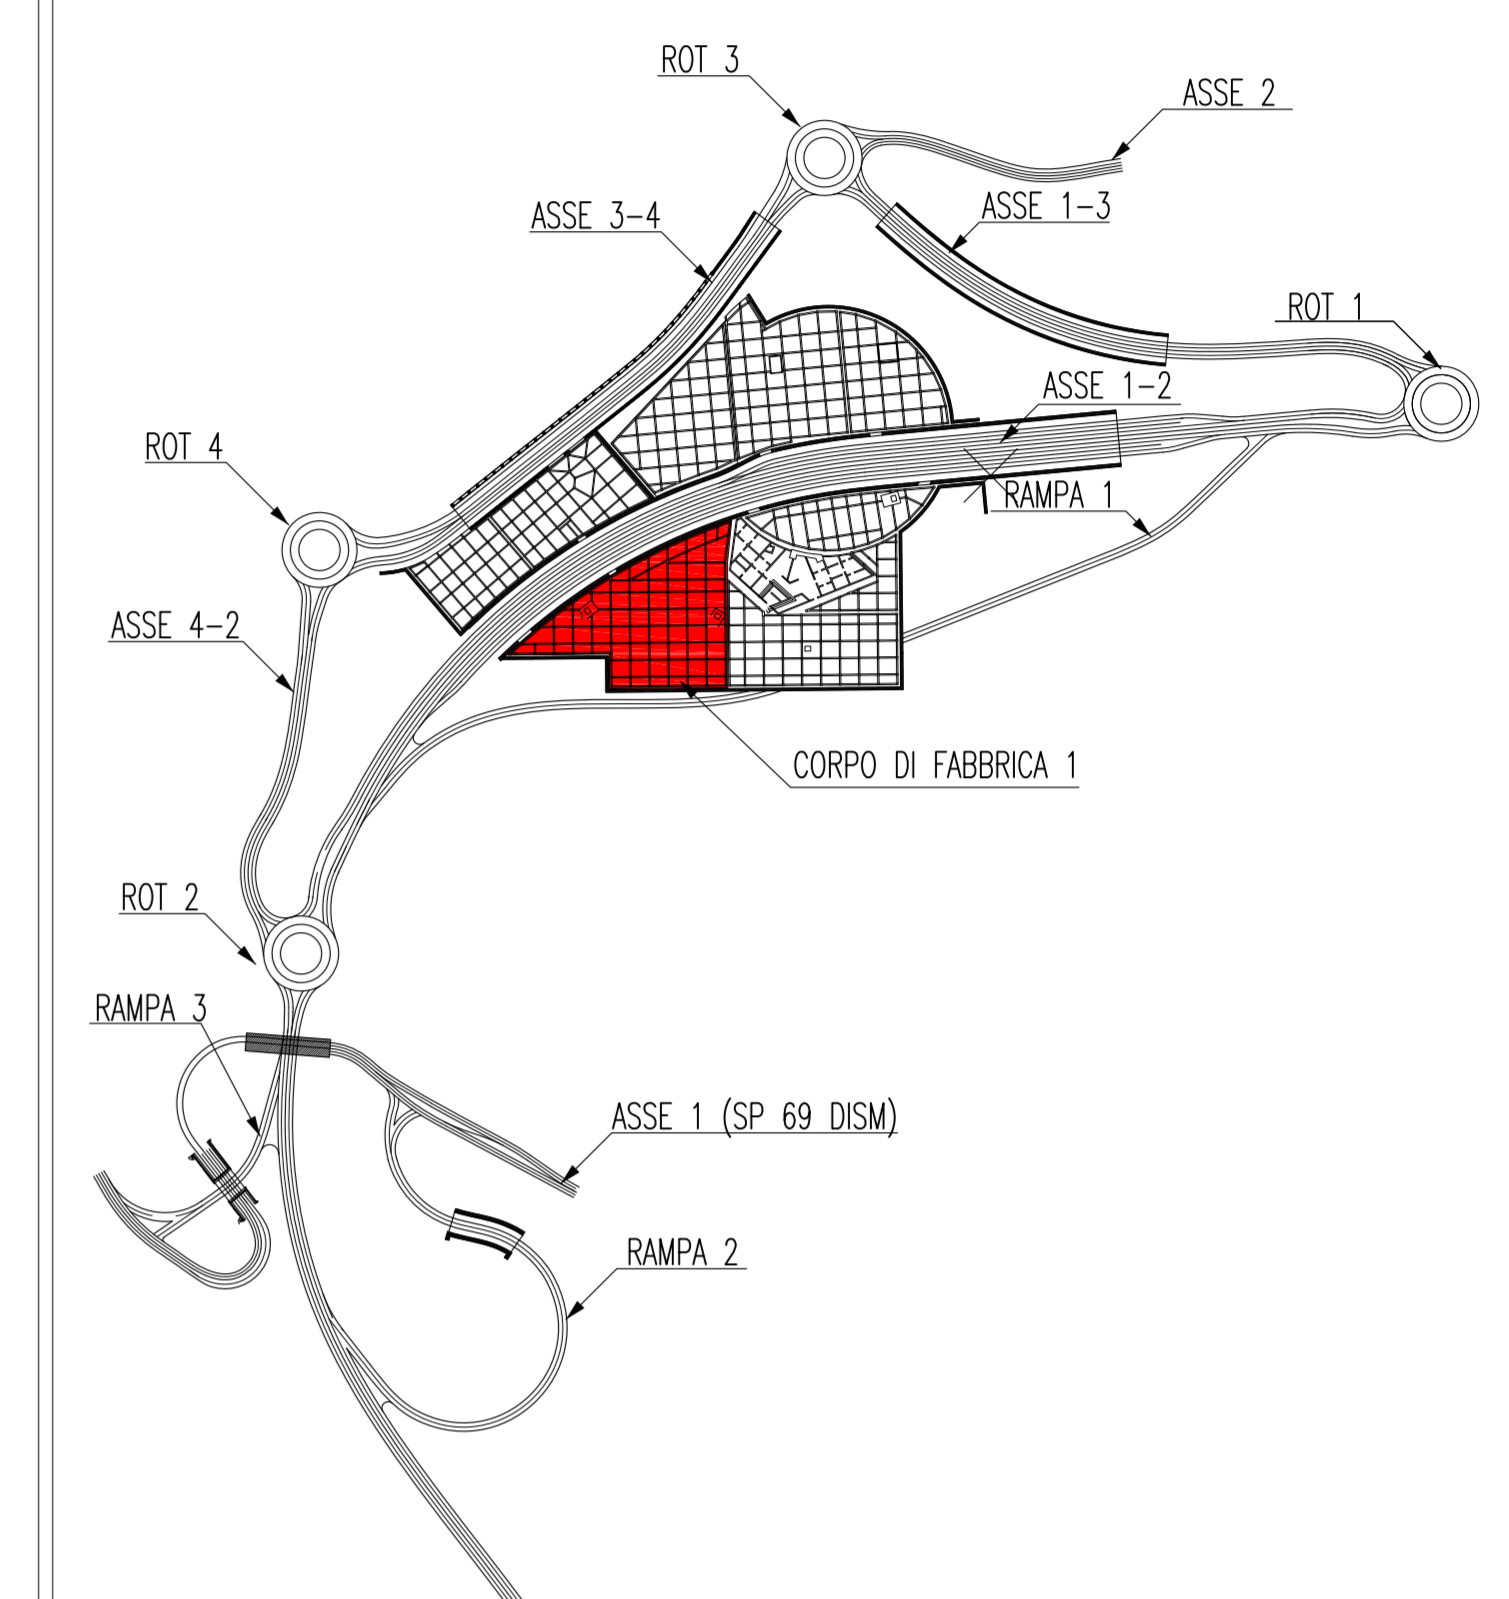 ROT 3
ASSE 2
ASSE 3-4
ASSE 1-3
ROT 1
ASSE 1-2
ROT 4
RAMPA 1
ASSE 4-2
CORPO DI FABBRICA 1
ROT 2
RAMPA 3
ASSE 1 (SP 69 DISM)
RAMPA 2